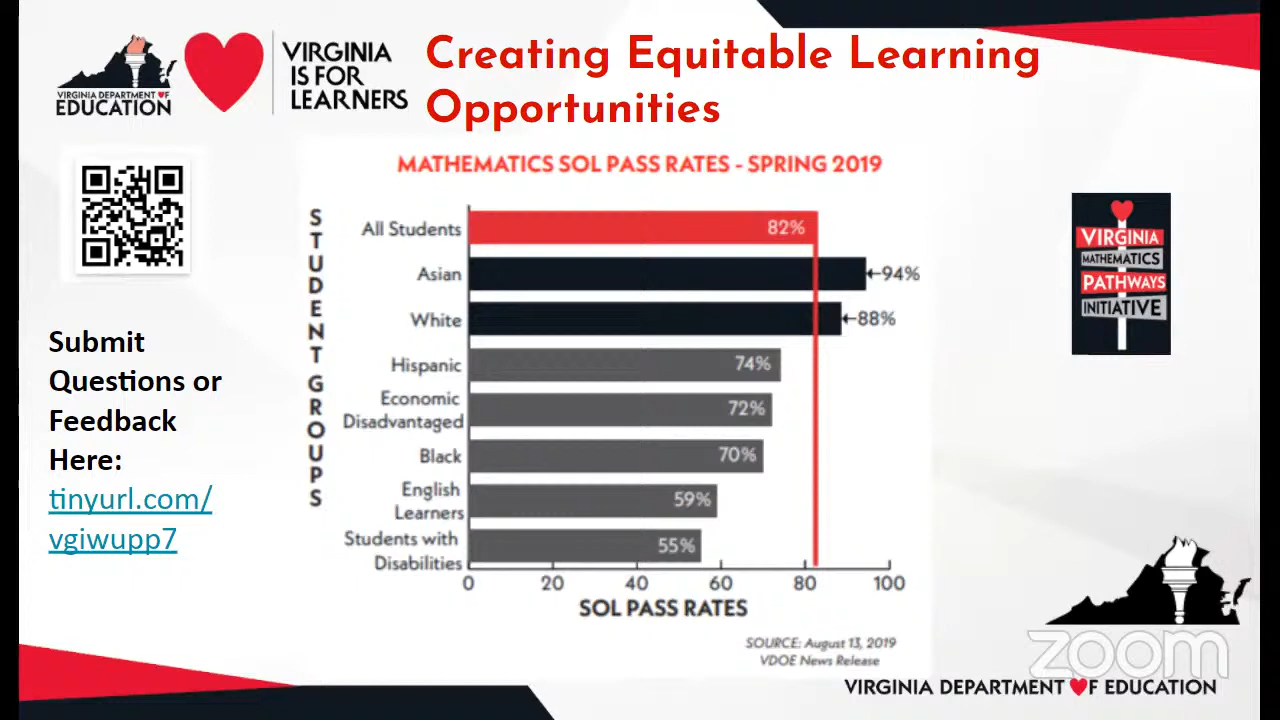 VIRGINIA DEPARTMENT OF
EDUCATION
VIRGINIA
IS FOR
LEARNERS
Creating Equitable Learning
Opportunities
MATHEMATICS SOL PASS RATES - SPRING 2019
STUDENT GROUPS
All Students
82%
Asian
←94%
White
←88%
Hispanic
74%
Economic
Disadvantaged
72%
Black
70%
English
Learners
59%
Students with
Disabilities
55%
0 20 40 60 80 100
SOL PASS RATES
SOURCE: August 13, 2019
VDOE News Release
Submit
Questions or
Feedback
Here:
tinyurl.com/
vgiwupp7
VIRGINIA
MATHEMATICS
PATHWAYS
INITIATIVE
zoom
VIRGINIA DEPARTMENT OF EDUCATION